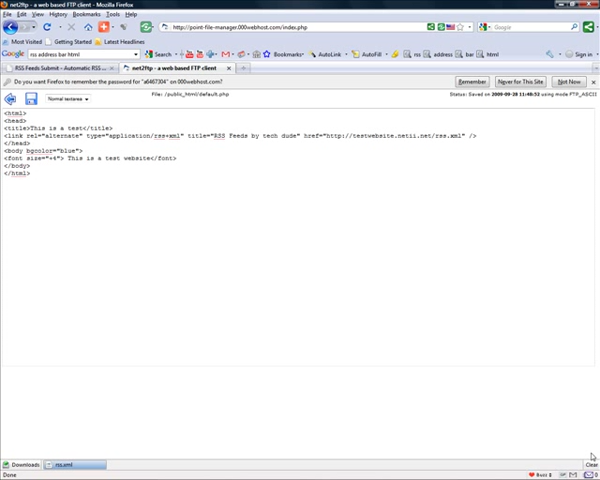 net2ftp - a web based FTP client - Mozilla Firefox
File Edit View History Bookmarks Tools Help
http://point-file-manager.000webhost.com/index.php
Google
Most Visited Getting Started Latest Headlines
Google rss address bar html Search Bookmarks AutoLink AutoFill rss address bar html Sign in
RSS Feeds Submit - Automatic RSS ... net2ftp - a web based FTP client
Do you want Firefox to remember the password for "a6467304" on 000webhost.com? Remember Never for This Site Not Now
Normal textarea File: /public_html/default.php Status: Saved on 2009-09-28 11:48:52 using mode FTP_ASCII
<html>
<head>
<title>This is a test</title>
<link rel="alternate" type="application/rss+xml" title="RSS Feeds by tech dude" href="http://testwebsite.netii.net/rss.xml" />
</head>
<body bgcolor="blue">
<font size="+4"> This is a test website</font>
</body>
</html>
Downloads rss.xml Clear
Done 0